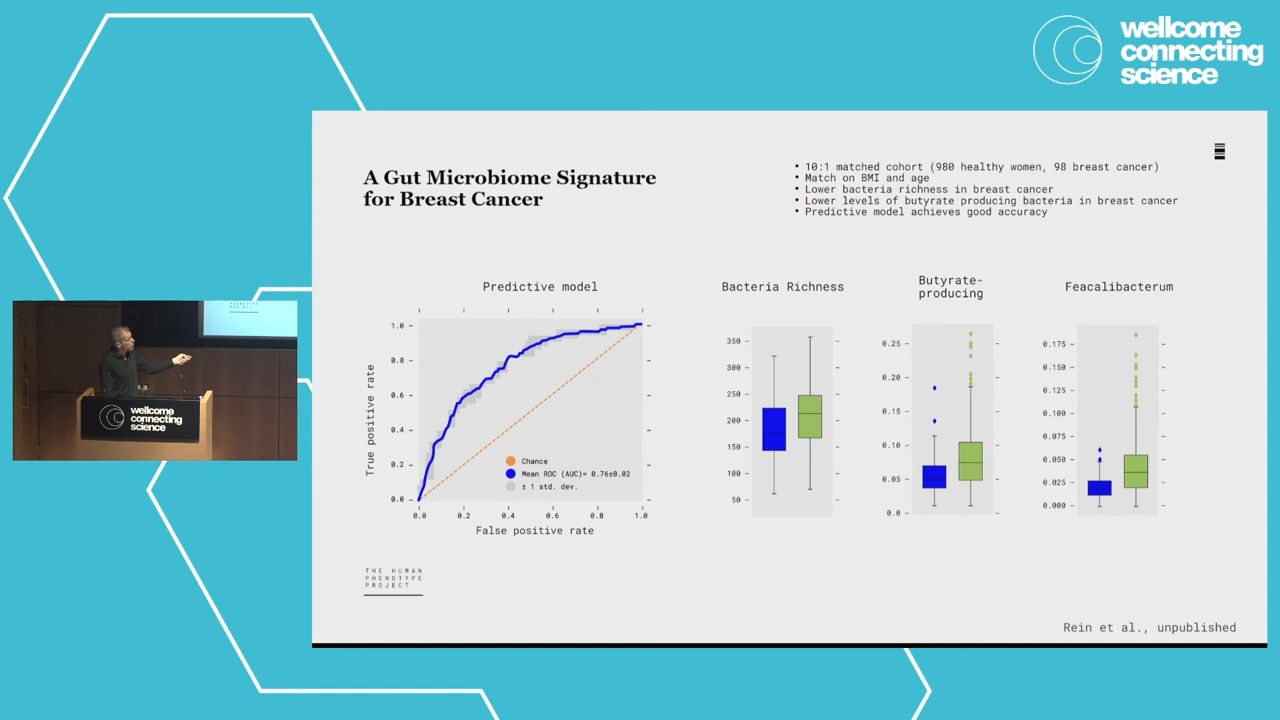 wellcome
connecting
science
A Gut Microbiome Signature
for Breast Cancer
• 10:1 matched cohort (980 healthy women, 98 breast cancer)
• Match on BMI and age
• Lower bacteria richness in breast cancer
• Lower levels of butyrate producing bacteria in breast cancer
• Predictive model achieves good accuracy
Predictive model
1.0
0.8
0.6
0.4
0.2
0.0
True positive rate
Chance
Mean ROC (AUC)= 0.76±0.02
± 1 std. dev.
0.0 0.2 0.4 0.6 0.8 1.0
False positive rate
Bacteria Richness
350
300
250
200
150
100
50
Butyrate-
producing
0.25
0.20
0.15
0.10
0.05
0.0
Feacalibacterum
0.175
0.150
0.125
0.100
0.075
0.050
0.025
0.000
wellcome
connecting
science
THE HUMAN
PHENOTYPE
PROJECT
Rein et al., unpublished